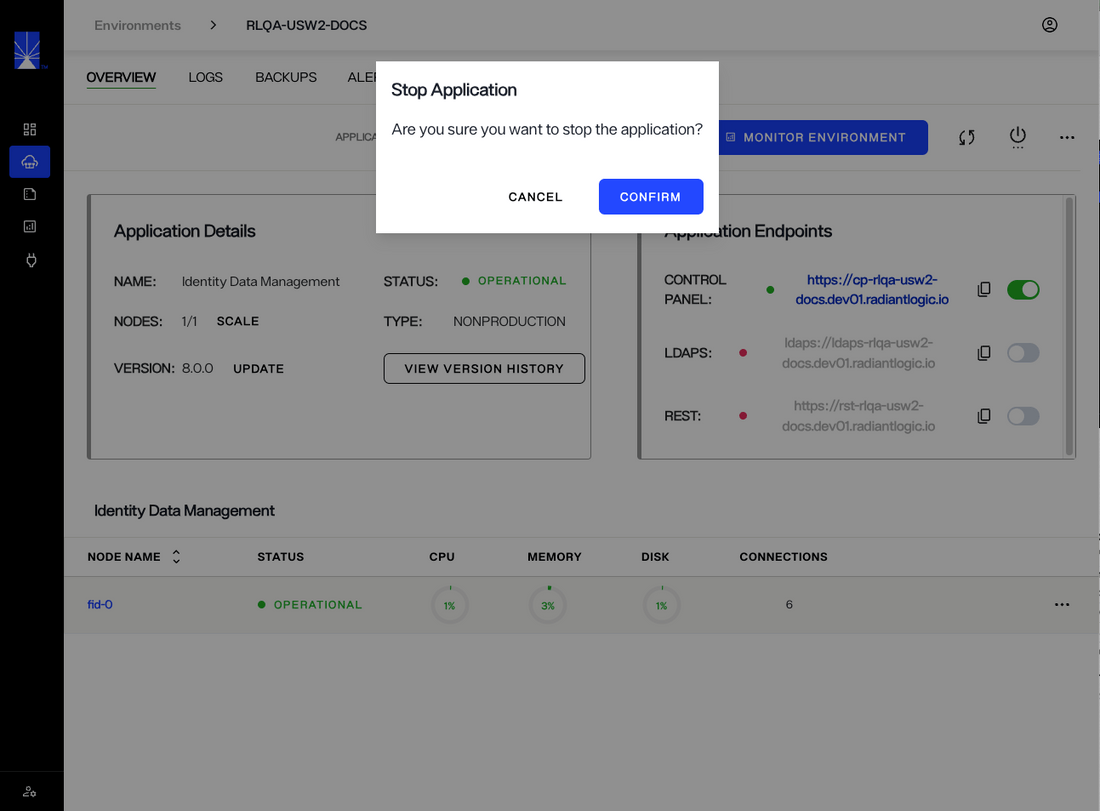 Environments > RLQA-USW2-DOCS
OVERVIEW LOGS BACKUPS
Stop Application
Are you sure you want to stop the application?
CANCEL CONFIRM
MONITOR ENVIRONMENT
Application Details
NAME: Identity Data Management STATUS: OPERATIONAL
NODES: 1/1 SCALE TYPE: NONPRODUCTION
VERSION: 8.0.0 UPDATE VIEW VERSION HISTORY
Application Endpoints
CONTROL PANEL: https://cp-rlqa-usw2-
docs.dev01.radiantlogic.io
LDAPS: ldaps://ldaps-rlqa-usw2-
docs.dev01.radiantlogic.io
REST: https://rst-rlqa-usw2-
docs.dev01.radiantlogic.io
Identity Data Management
NODE NAME STATUS CPU MEMORY DISK CONNECTIONS
fid-0 OPERATIONAL 1% 3% 1% 6